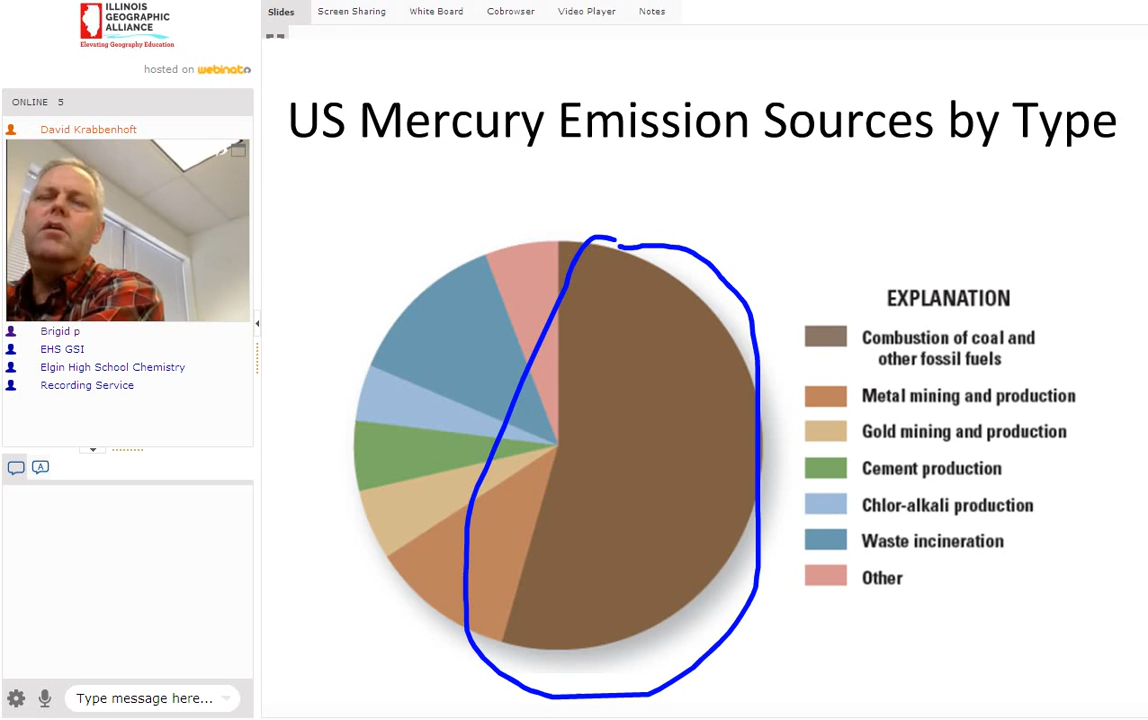 ILLINOIS
GEOGRAPHIC
ALLIANCE
Elevating Geography Education
hosted on webinato
ONLINE 5
David Krabbenhoft
Brigid p
EHS GSI
Elgin High School Chemistry
Recording Service
A
Type message here...
Slides Screen Sharing White Board Cobrowser Video Player Notes
US Mercury Emission Sources by Type
EXPLANATION
Combustion of coal and
other fossil fuels
Metal mining and production
Gold mining and production
Cement production
Chlor-alkali production
Waste incineration
Other